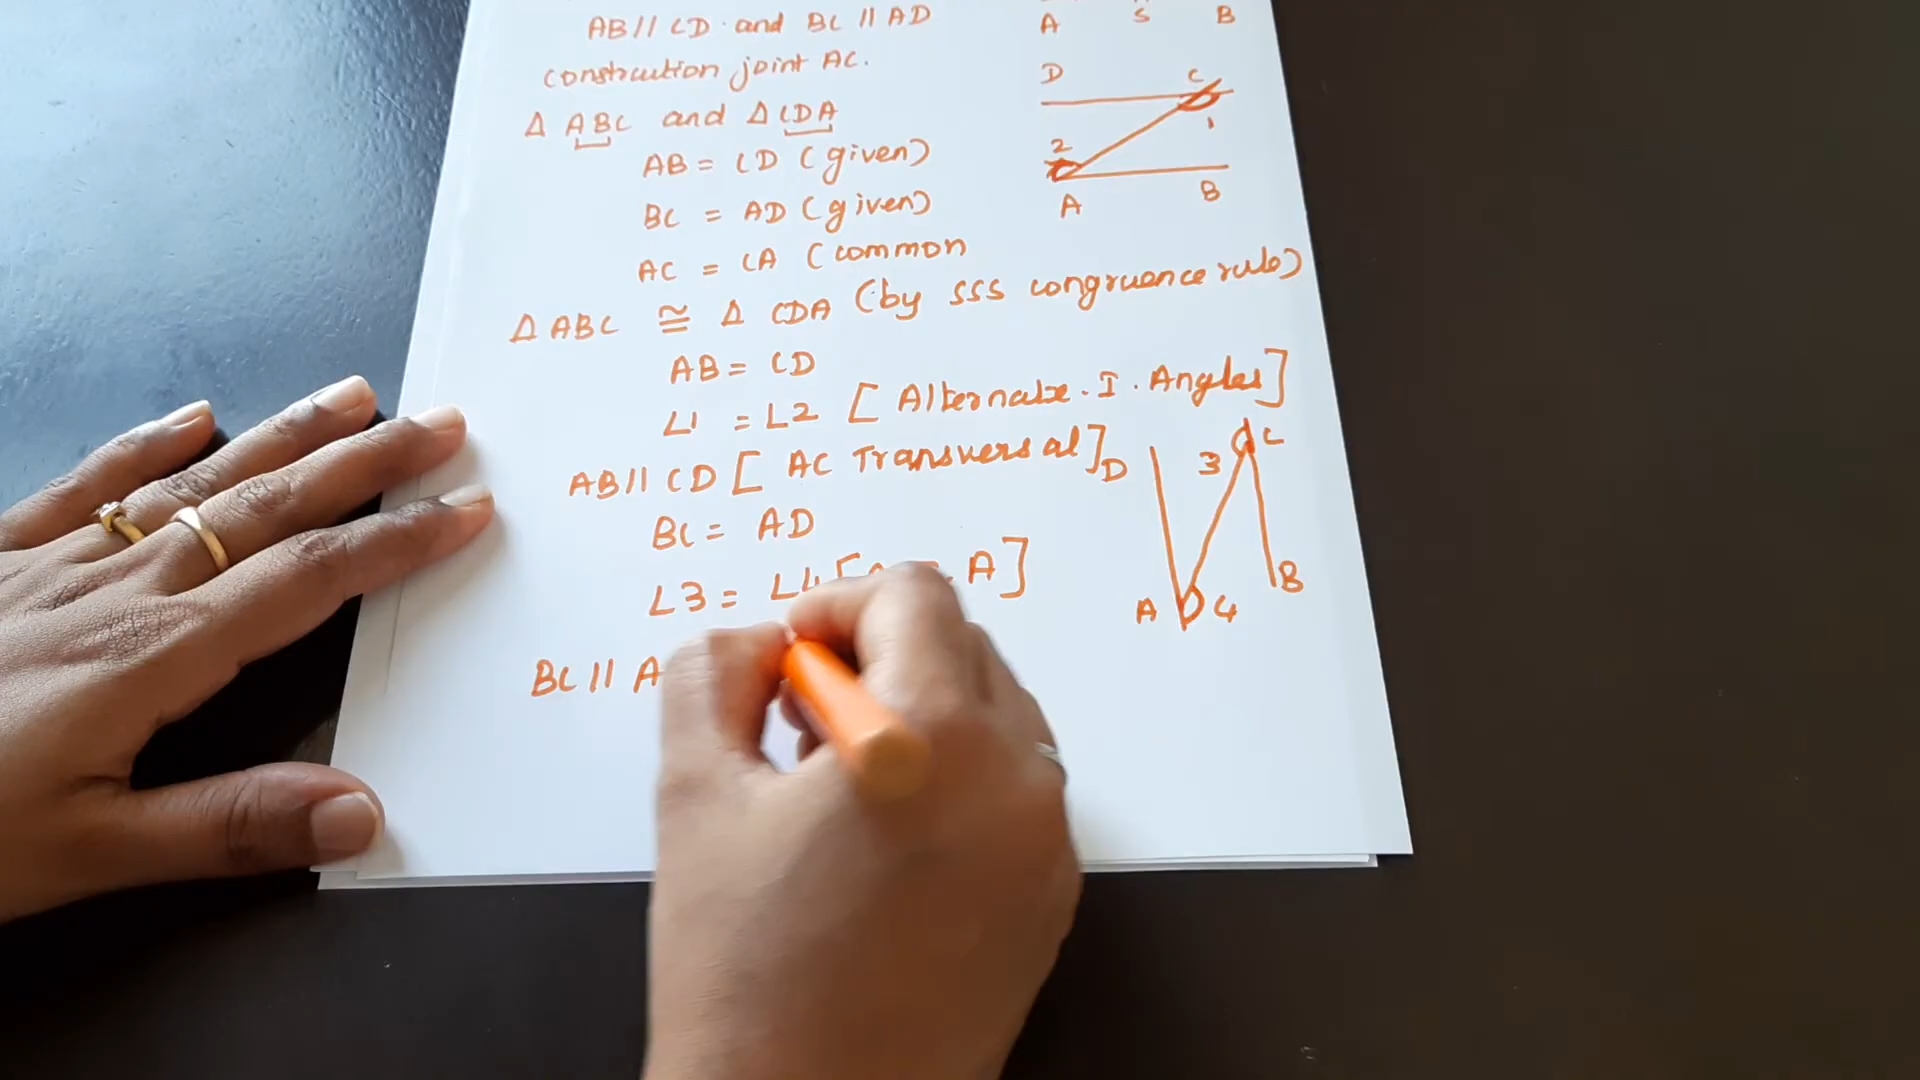 AB // CD . and BC // AD
A S B
constrcution joint AC.
D C
Δ ABC and Δ CDA
1
AB = CD (given)
2
BC = AD (given)
A B
AC = CA (common
Δ ABC ≅ Δ CDA (by SSS congruence rule)
AB = CD
∠1 = ∠2 [Alternate . I . Angles]
AB // CD [AC Transversal]
D 3 C
BC = AD
∠3 = ∠4 [ A]
A 4 B
BC // A